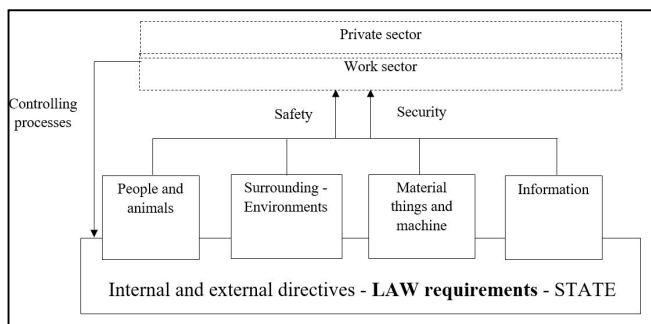 Private sector
Work sector
Controlling
processes
Safety
Security
People and
animals
Surrounding -
Environments
Material
things and
machine
Information
Internal and external directives - LAW requirements - STATE